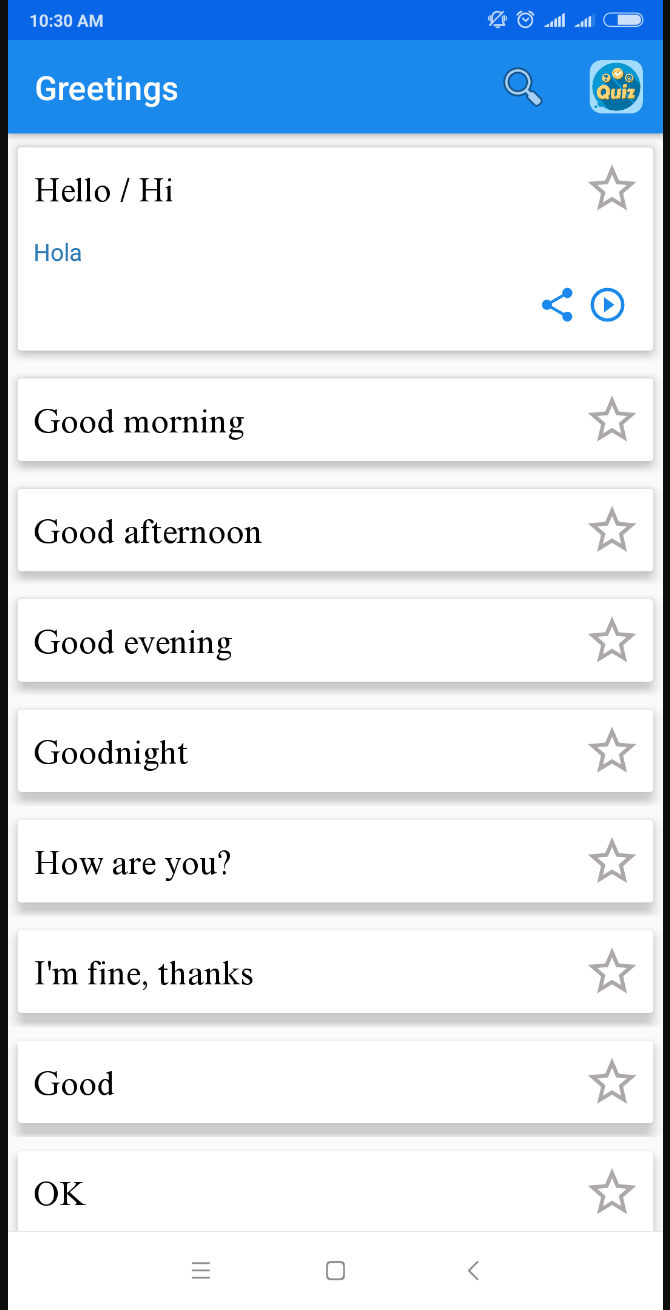 10:30 AM
Greetings
Quiz
Hello / Hi
Hola
Good morning
Good afternoon
Good evening
Goodnight
How are you?
I'm fine, thanks
Good
OK